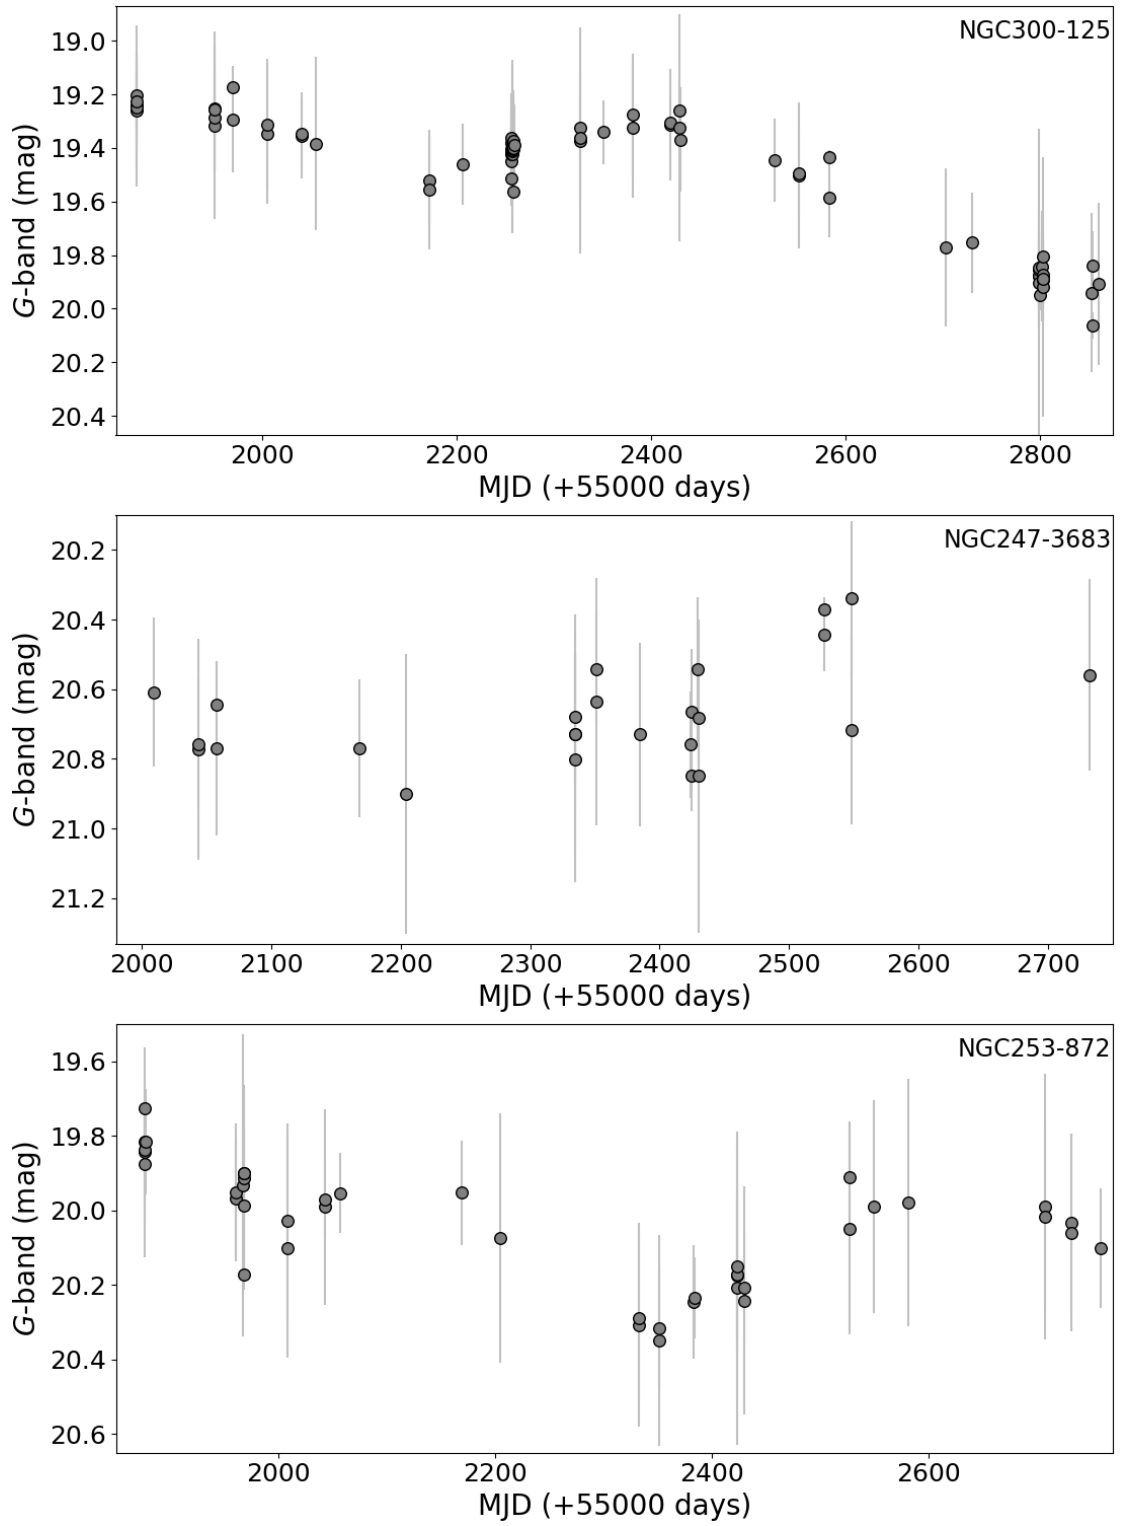 NGC300-125
19.0
19.2
19.4
19.6
19.8
20.0
20.2
20.4
G-band (mag)
2000 2200 2400 2600 2800
MJD (+55000 days)
NGC247-3683
20.2
20.4
20.6
20.8
21.0
21.2
G-band (mag)
2000 2100 2200 2300 2400 2500 2600 2700
MJD (+55000 days)
NGC253-872
19.6
19.8
20.0
20.2
20.4
20.6
G-band (mag)
2000 2200 2400 2600
MJD (+55000 days)